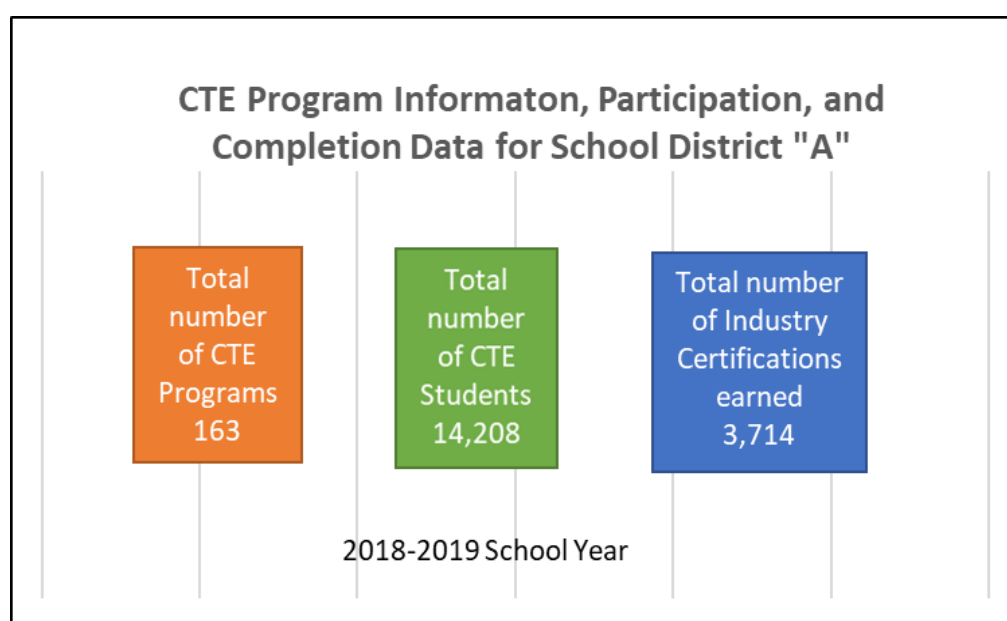 CTE Program Informaton, Participation, and
Completion Data for School District "A"
Total
number
of CTE
Programs
163
Total
number
of CTE
Students
14,208
Total number
of Industry
Certifications
earned
3,714
2018-2019 School Year